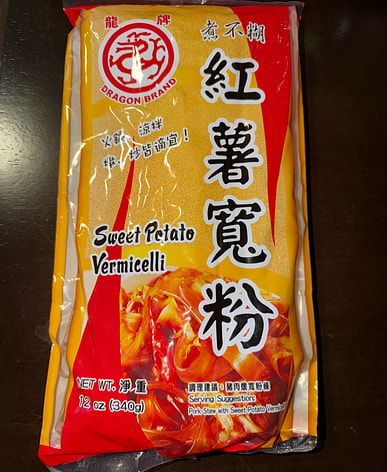 龍牌
DRAGON BRAND
煮不糊
紅薯寬粉
火鍋、涼拌
燉、炒皆適宜！
Sweet Potato
Vermicelli
NET WT. 淨重
12 oz (340g)
調理建議：豬肉燉寬粉條
Serving Suggestion:
Pork Stew with Sweet Potato Vermicelli